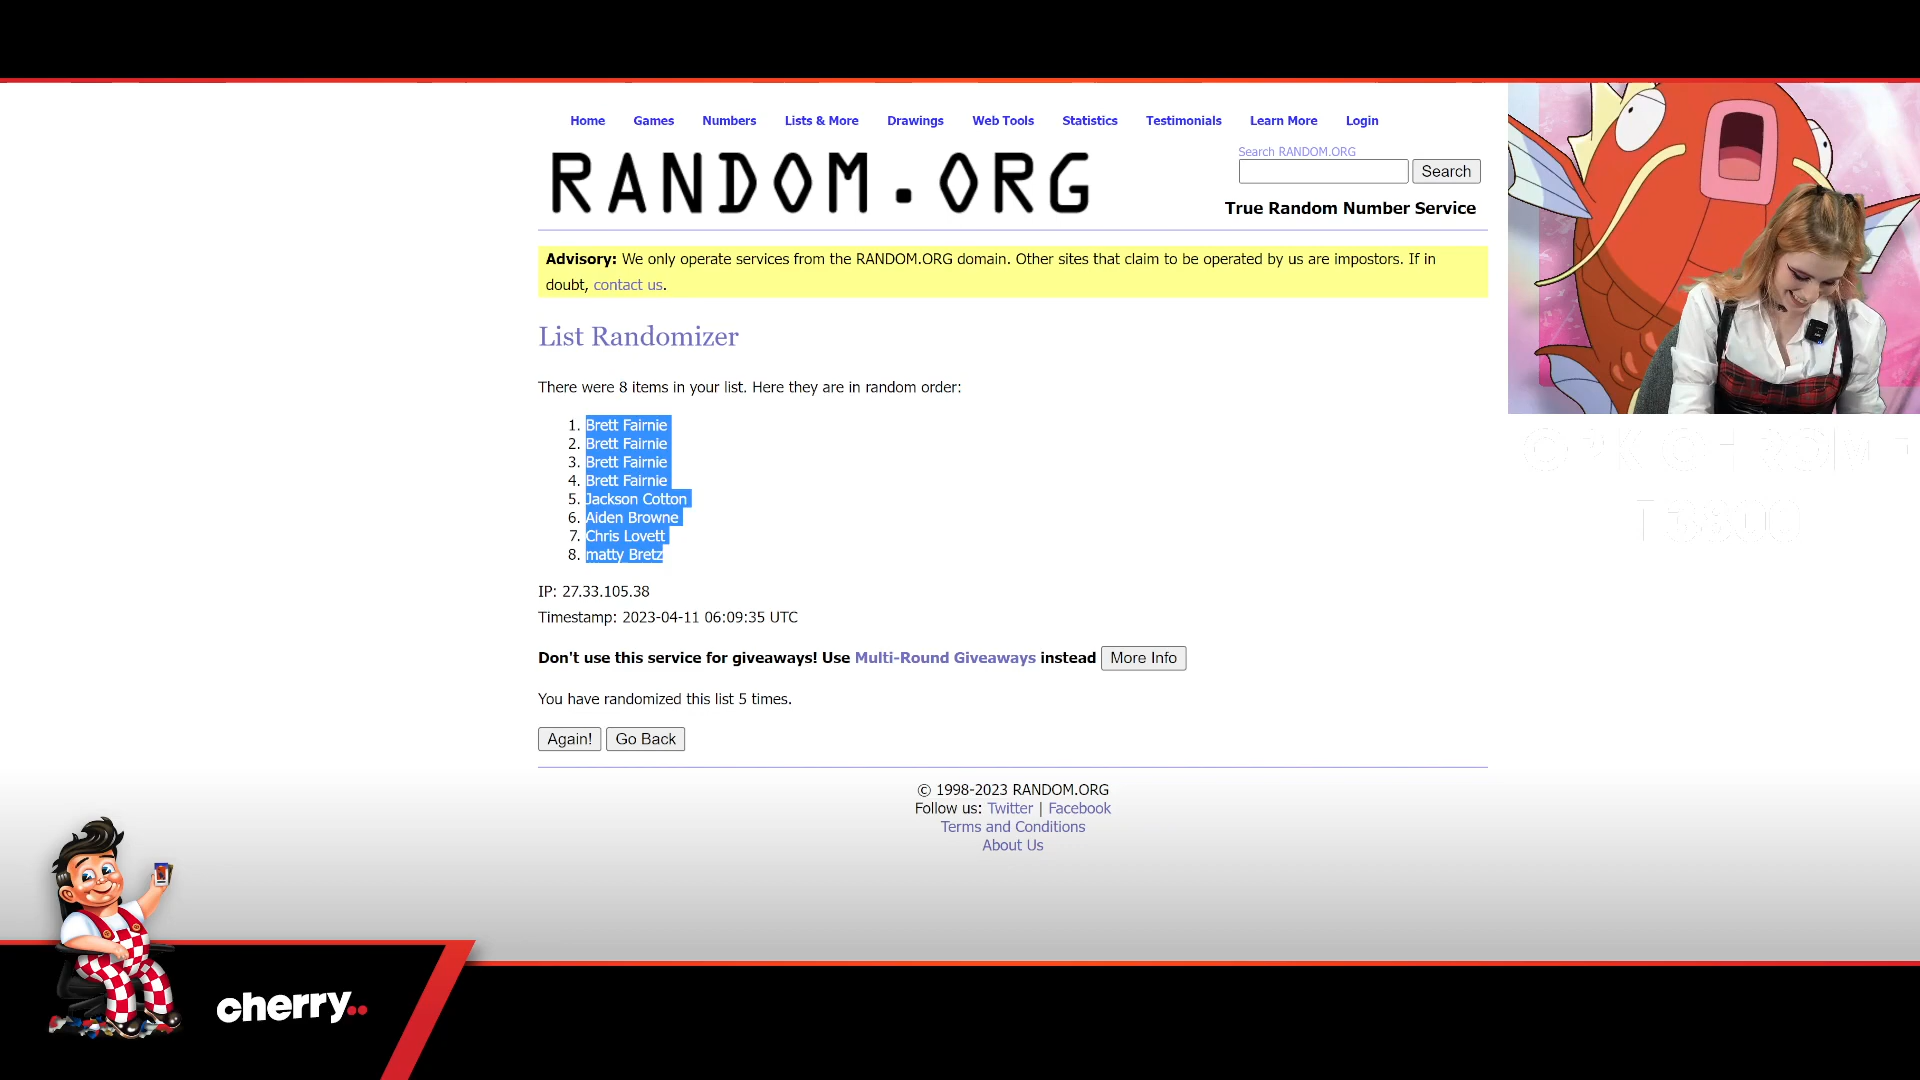 Home Games Numbers Lists & More Drawings Web Tools Statistics Testimonials Learn More Login
RANDOM.ORG
Search RANDOM.ORG
Search
True Random Number Service
Advisory: We only operate services from the RANDOM.ORG domain. Other sites that claim to be operated by us are impostors. If in
doubt, contact us.
List Randomizer
There were 8 items in your list. Here they are in random order:
1. Brett Fairnie
2. Brett Fairnie
3. Brett Fairnie
4. Brett Fairnie
5. Jackson Cotton
6. Aiden Browne
7. Chris Lovett
8. matty Bretz
IP: 27.33.105.38
Timestamp: 2023-04-11 06:09:35 UTC
Don't use this service for giveaways! Use Multi-Round Giveaways instead More Info
You have randomized this list 5 times.
Again! Go Back
© 1998-2023 RANDOM.ORG
Follow us: Twitter | Facebook
Terms and Conditions
About Us
cherry..